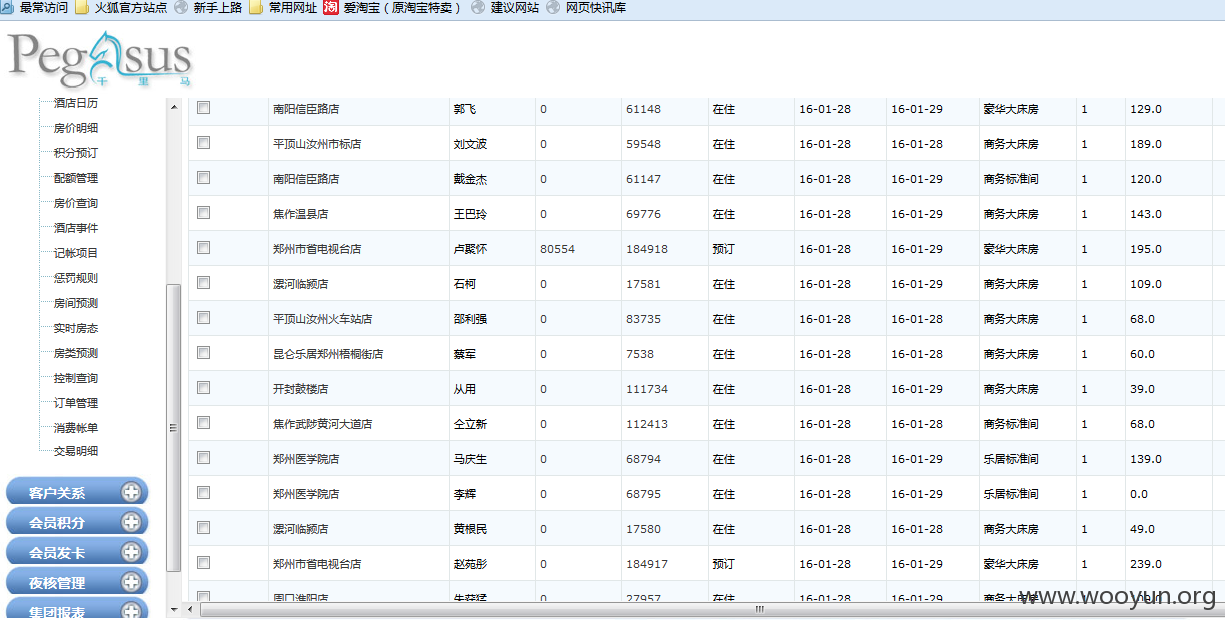 最常访问 火狐官方站点 新手上路 常用网址 淘 爱淘宝（原淘宝特卖） 建议网站 网页快讯库
Pegasus
千里马
酒店日历
房价明细
积分预订
配额管理
房价查询
酒店事件
记帐项目
惩罚规则
房间预测
实时房态
房类预测
控制查询
订单管理
消费帐单
交易明细
客户关系
会员积分
会员发卡
夜核管理
集团报表
南阳信臣路店 郭飞 0 61148 在住 16-01-28 16-01-29 豪华大床房 1 129.0
平顶山汝州市标店 刘文波 0 59548 在住 16-01-28 16-01-28 商务大床房 1 189.0
南阳信臣路店 戴金杰 0 61147 在住 16-01-28 16-01-29 商务标准间 1 120.0
焦作温县店 王巴玲 0 69776 在住 16-01-28 16-01-29 商务大床房 1 143.0
郑州市省电视台店 卢聚怀 80554 184918 预订 16-01-28 16-01-29 豪华大床房 1 195.0
漯河临颍店 石柯 0 17581 在住 16-01-28 16-01-29 商务大床房 1 109.0
平顶山汝州火车站店 邵利强 0 83735 在住 16-01-28 16-01-28 商务大床房 1 68.0
昆仑乐居郑州梧桐街店 蔡军 0 7538 在住 16-01-28 16-01-29 商务大床房 1 60.0
开封鼓楼店 从用 0 111734 在住 16-01-28 16-01-29 商务大床房 1 39.0
焦作武陟黄河大道店 仝立新 0 112413 在住 16-01-28 16-01-28 商务标准间 1 68.0
郑州医学院店 马庆生 0 68794 在住 16-01-28 16-01-29 乐居标准间 1 139.0
郑州医学院店 李辉 0 68795 在住 16-01-28 16-01-29 乐居标准间 1 0.0
漯河临颍店 黄根民 0 17580 在住 16-01-28 16-01-28 商务大床房 1 49.0
郑州市省电视台店 赵苑彤 0 184917 预订 16-01-28 16-01-29 豪华大床房 1 239.0
周口淮阳店 0 27957 在住 16-01-28 16-01-29 商务大床房 1
www.wooyun.org